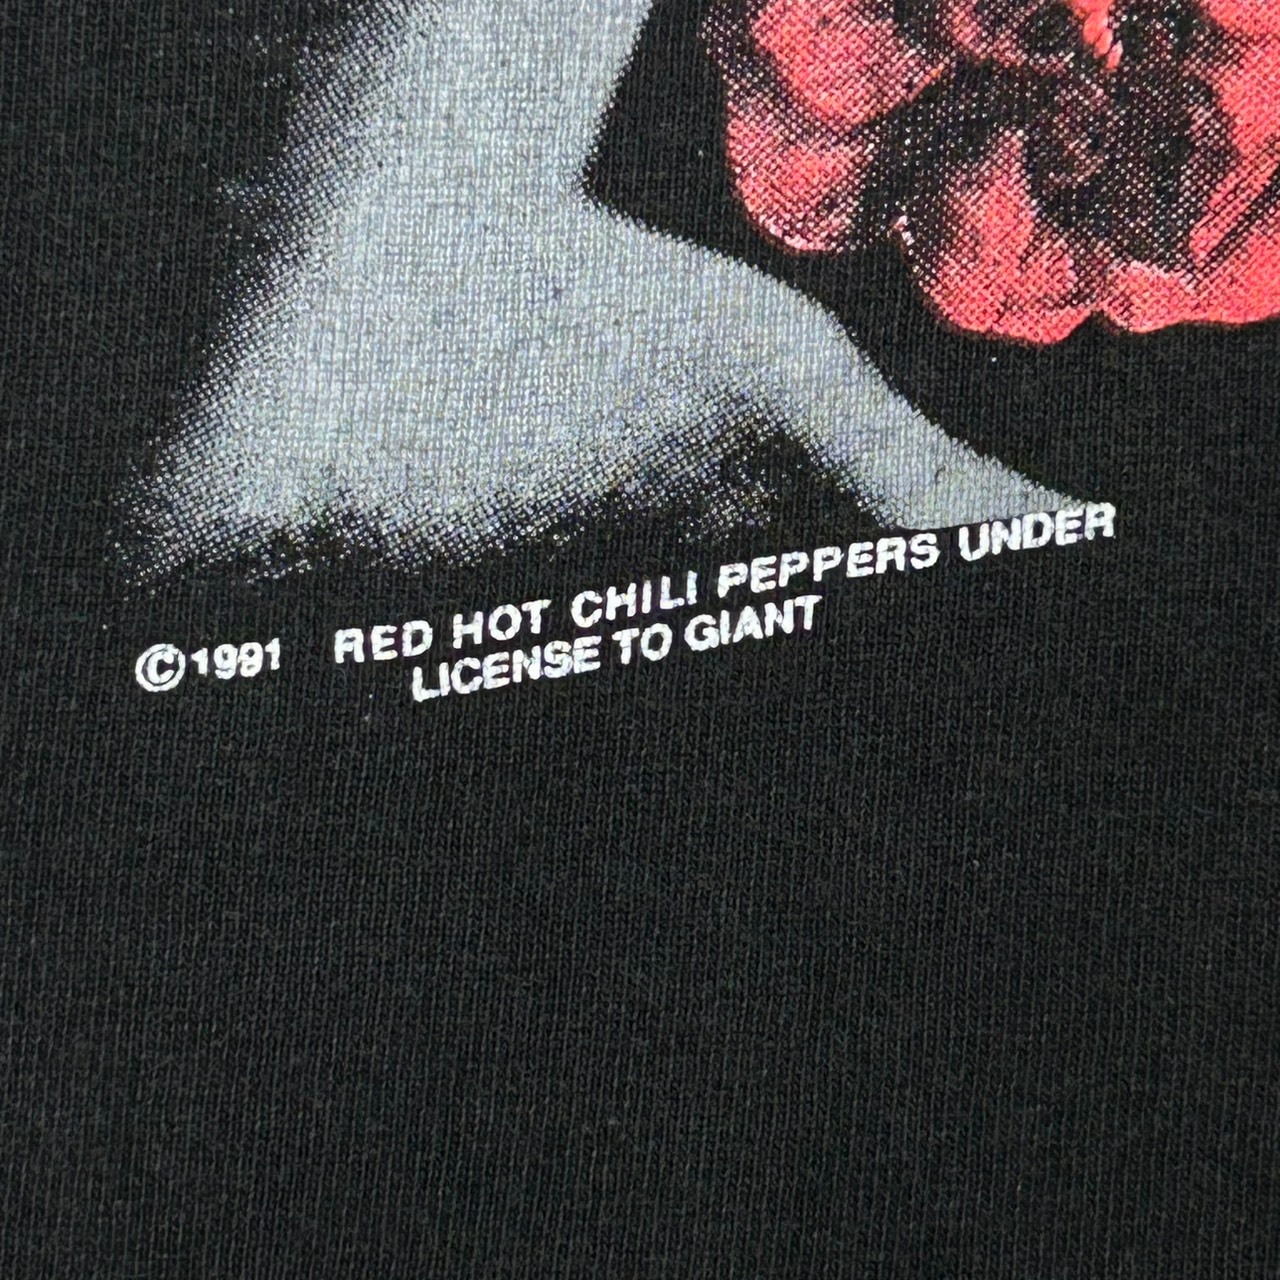 ©1991 RED HOT CHILI PEPPERS UNDER
LICENSE TO GIANT